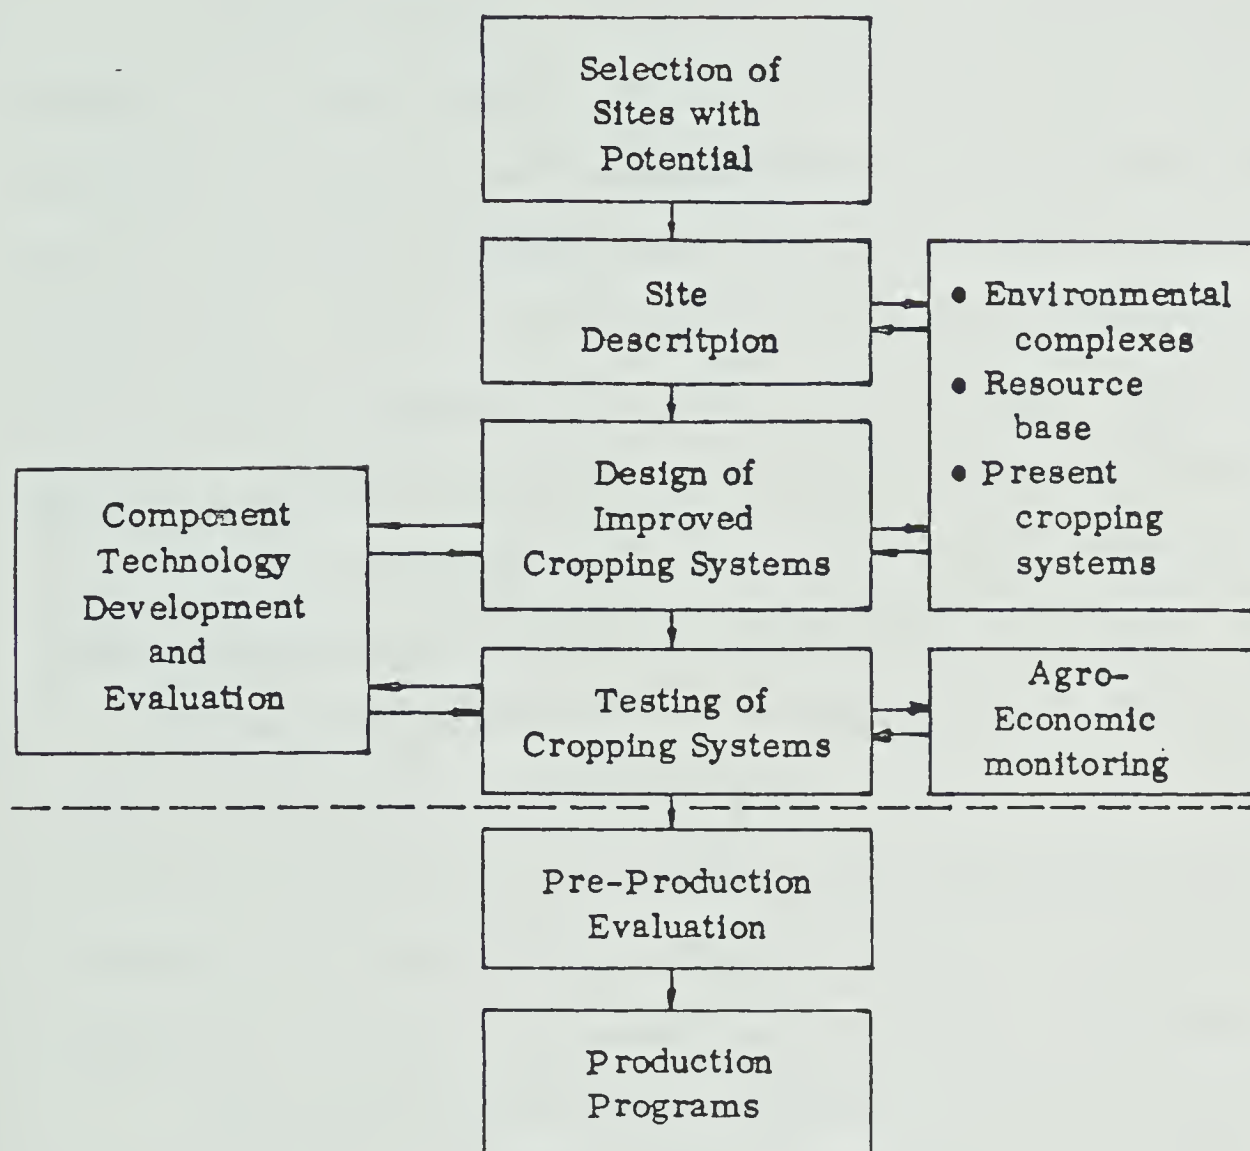 Selection of
Sites with
Potential
Site
Descritpion
● Environmental
complexes
● Resource
base
● Present
cropping
systems
Design of
Improved
Cropping Systems
Component
Technology
Development
and
Evaluation
Testing of
Cropping Systems
Agro-
Economic
monitoring
Pre-Production
Evaluation
Production
Programs